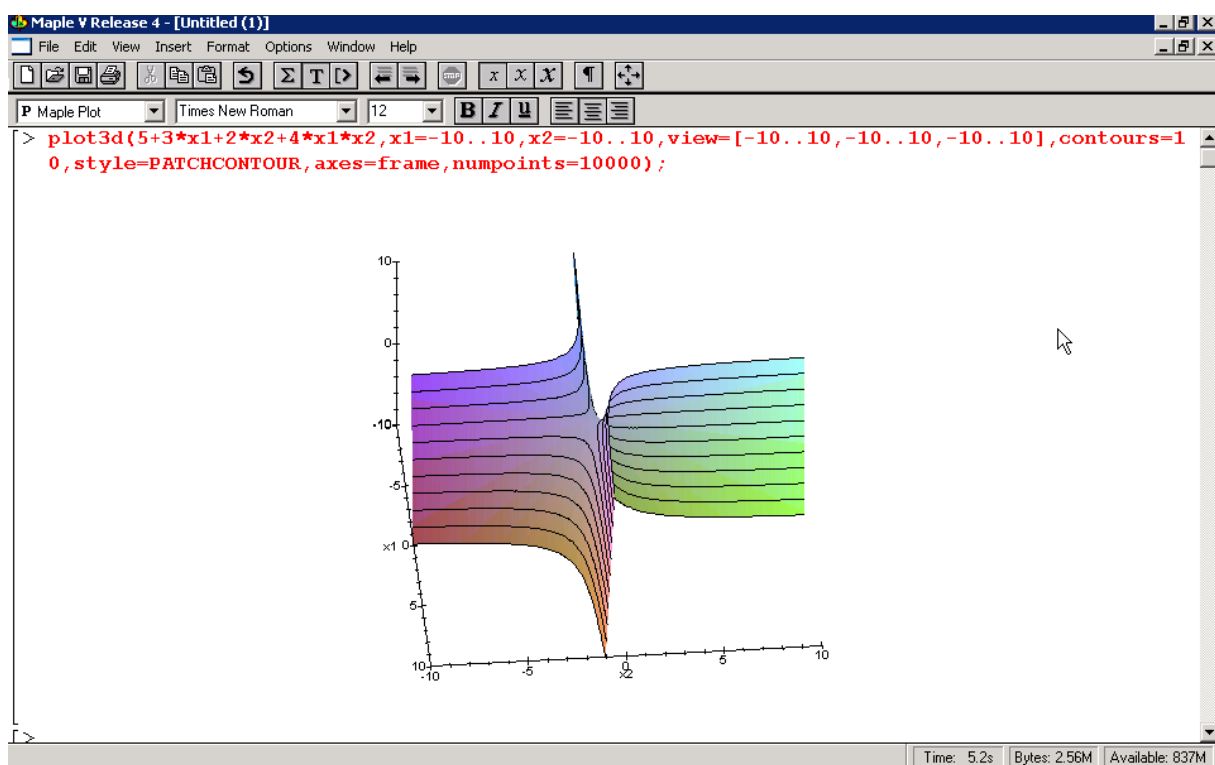 Maple V Release 4 - [Untitled (1)]
File Edit View Insert Format Options Window Help
Σ T [> STOP x x x ¶
P Maple Plot Times New Roman 12 B I u
[> plot3d(5+3*x1+2*x2+4*x1*x2,x1=-10..10,x2=-10..10,view=[-10..10,-10..10,-10..10],contours=1
0,style=PATCHCONTOUR,axes=frame,numpoints=10000);
10
0
-10
-5
x1 0
5
10
-10 -5 0 5 10
x2
[>
Time: 5.2s Bytes: 2.56M Available: 837M